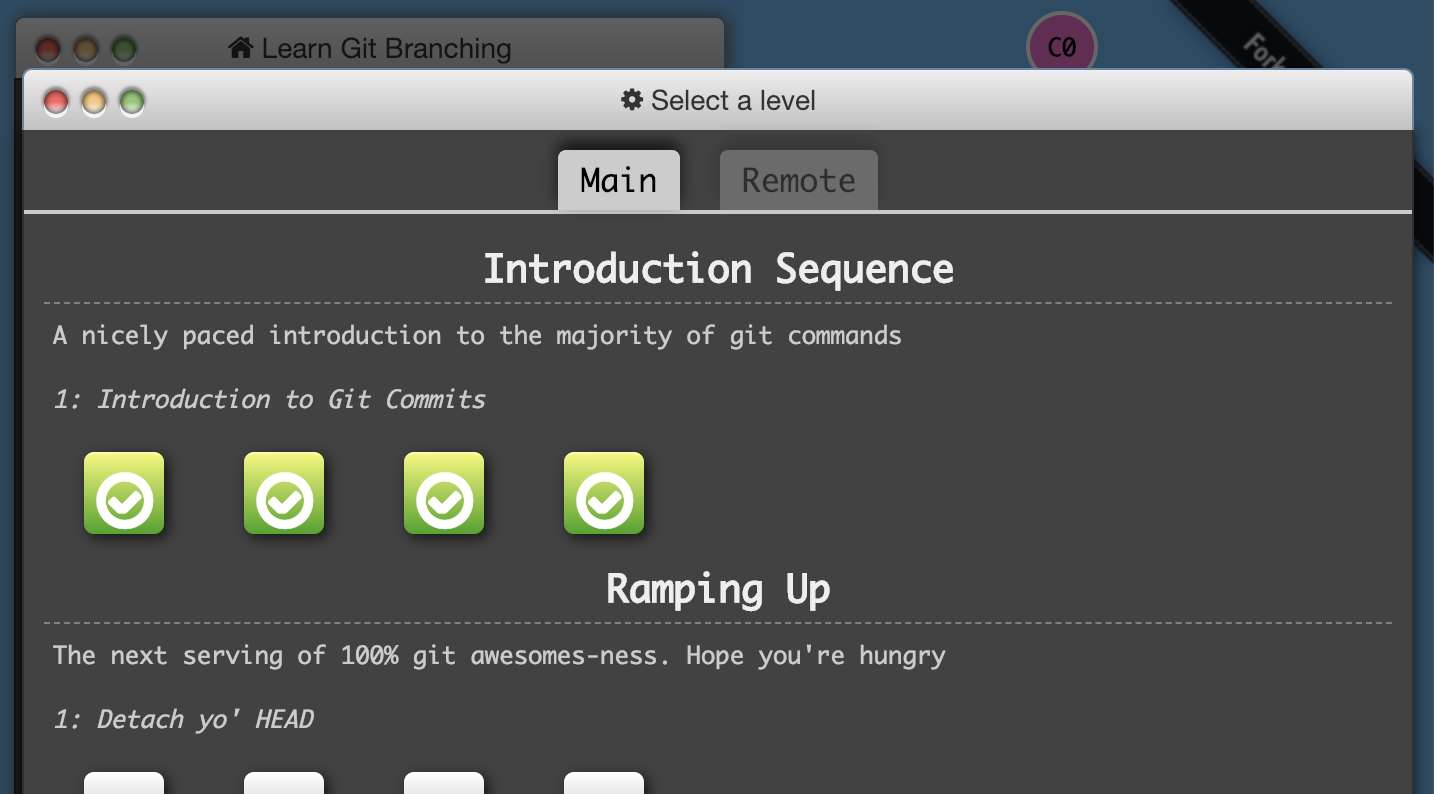 Learn Git Branching
C0
Fork
Select a level
Main
Remote
Introduction Sequence
A nicely paced introduction to the majority of git commands
1: Introduction to Git Commits
Ramping Up
The next serving of 100% git awesomes-ness. Hope you're hungry
1: Detach yo' HEAD